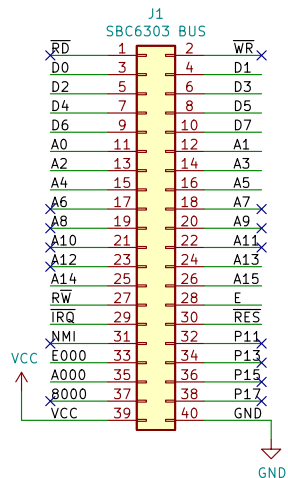 J1
SBC6303 BUS
RD 1 2 WR
D0 3 4 D1
D2 5 6 D3
D4 7 8 D5
D6 9 10 D7
A0 11 12 A1
A2 13 14 A3
A4 15 16 A5
A6 17 18 A7
A8 19 20 A9
A10 21 22 A11
A12 23 24 A13
A14 25 26 A15
RW 27 28 E
IRQ 29 30 RES
NMI 31 32 P11
E000 33 34 P13
A000 35 36 P15
8000 37 38 P17
VCC
VCC 39 40 GND
GND